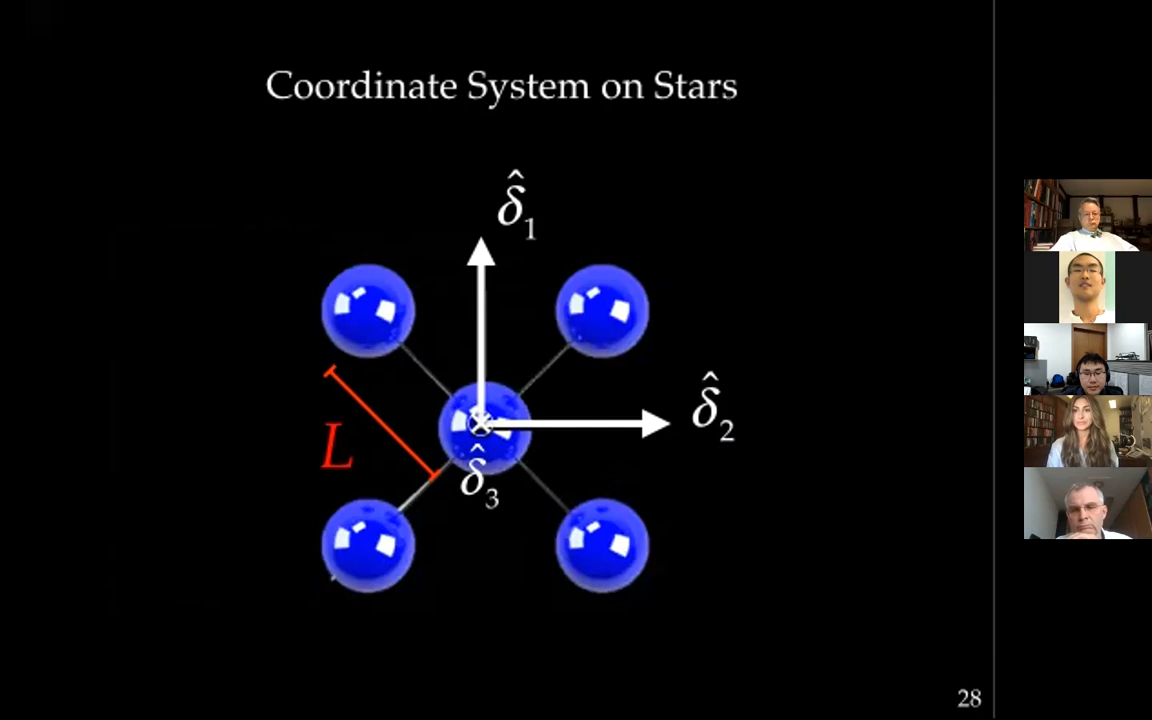 Coordinate System on Stars
δ̂₁
δ̂₂
L
δ̂₃
28